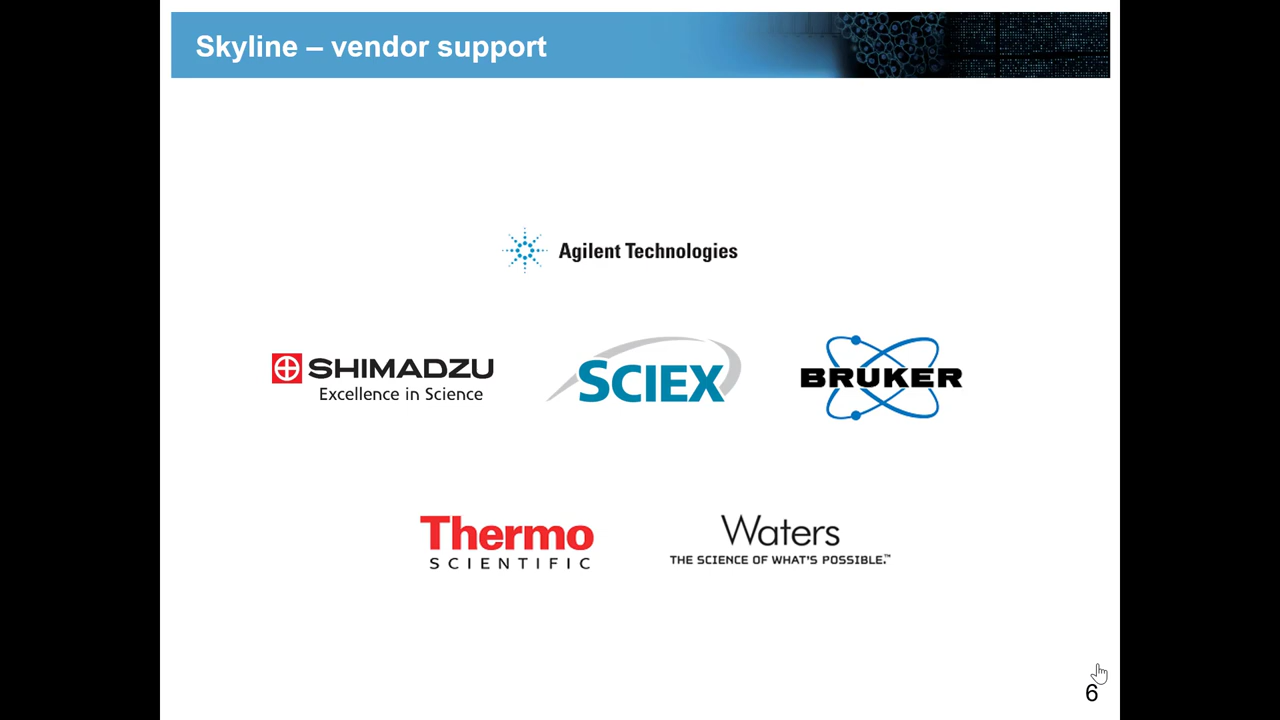 Skyline – vendor support
Agilent Technologies
SHIMADZU
Excellence in Science
SCIEX
BRUKER
Thermo
SCIENTIFIC
Waters
THE SCIENCE OF WHAT'S POSSIBLE.™
6